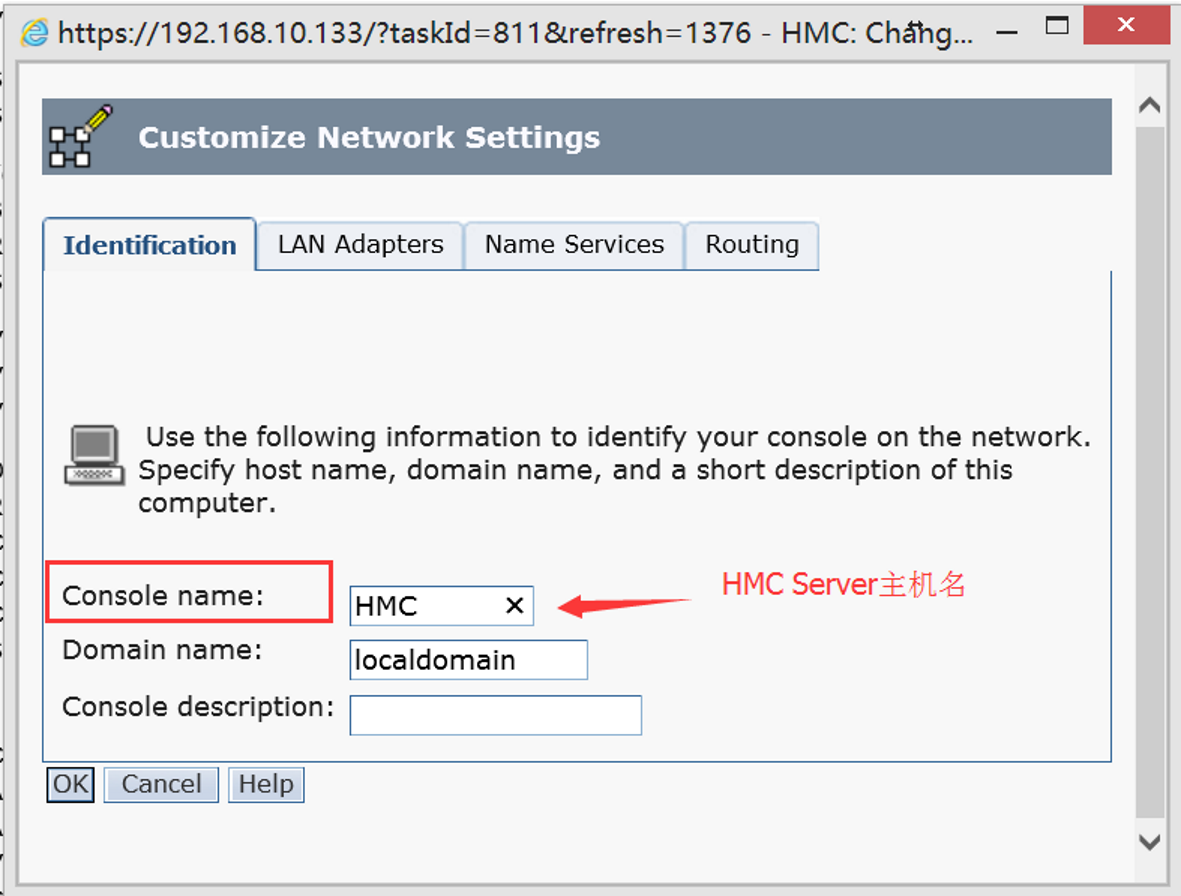 https://192.168.10.133/?taskId=811&refresh=1376 - HMC: Chang...
Customize Network Settings
Identification LAN Adapters Name Services Routing
Use the following information to identify your console on the network.
Specify host name, domain name, and a short description of this
computer.
HMC Server主机名
Console name: HMC
Domain name: localdomain
Console description:
OK Cancel Help